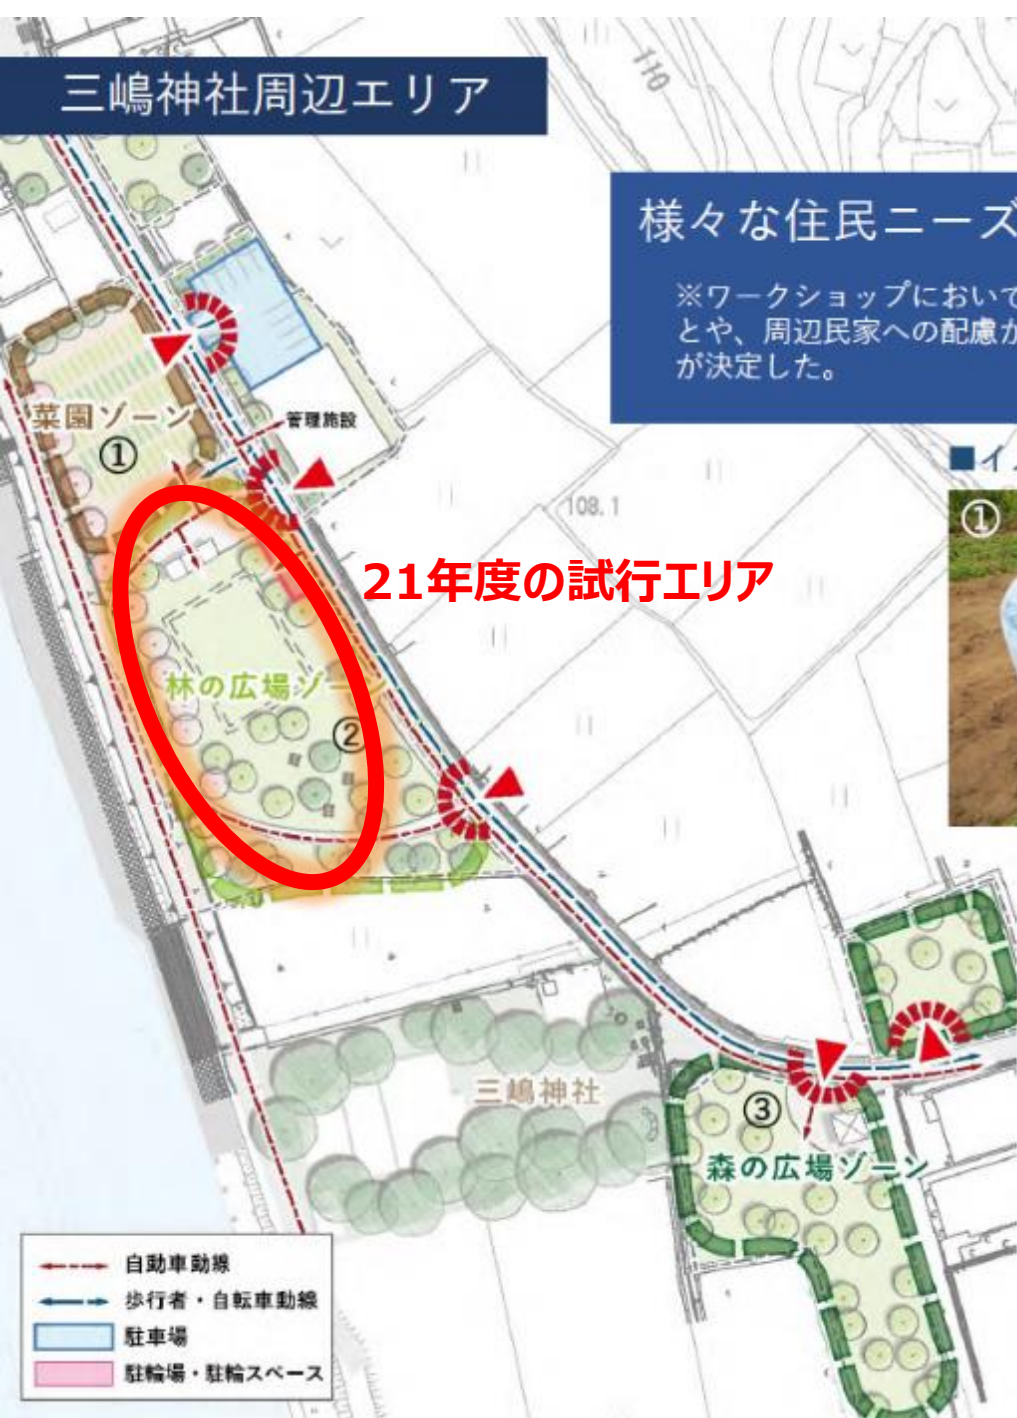 三嶋神社周辺エリア
110
様々な住民ニーズ
※ワークショップにおいて
とや、周辺民家への配慮か
が決定した。
菜園ゾーン
①
管理施設
■イ
①
108.1
21年度の試行エリア
林の広場ゾーン
②
三嶋神社
③
森の広場ゾーン
自動車動線
歩行者・自転車動線
駐車場
駐輪場・駐輪スペース